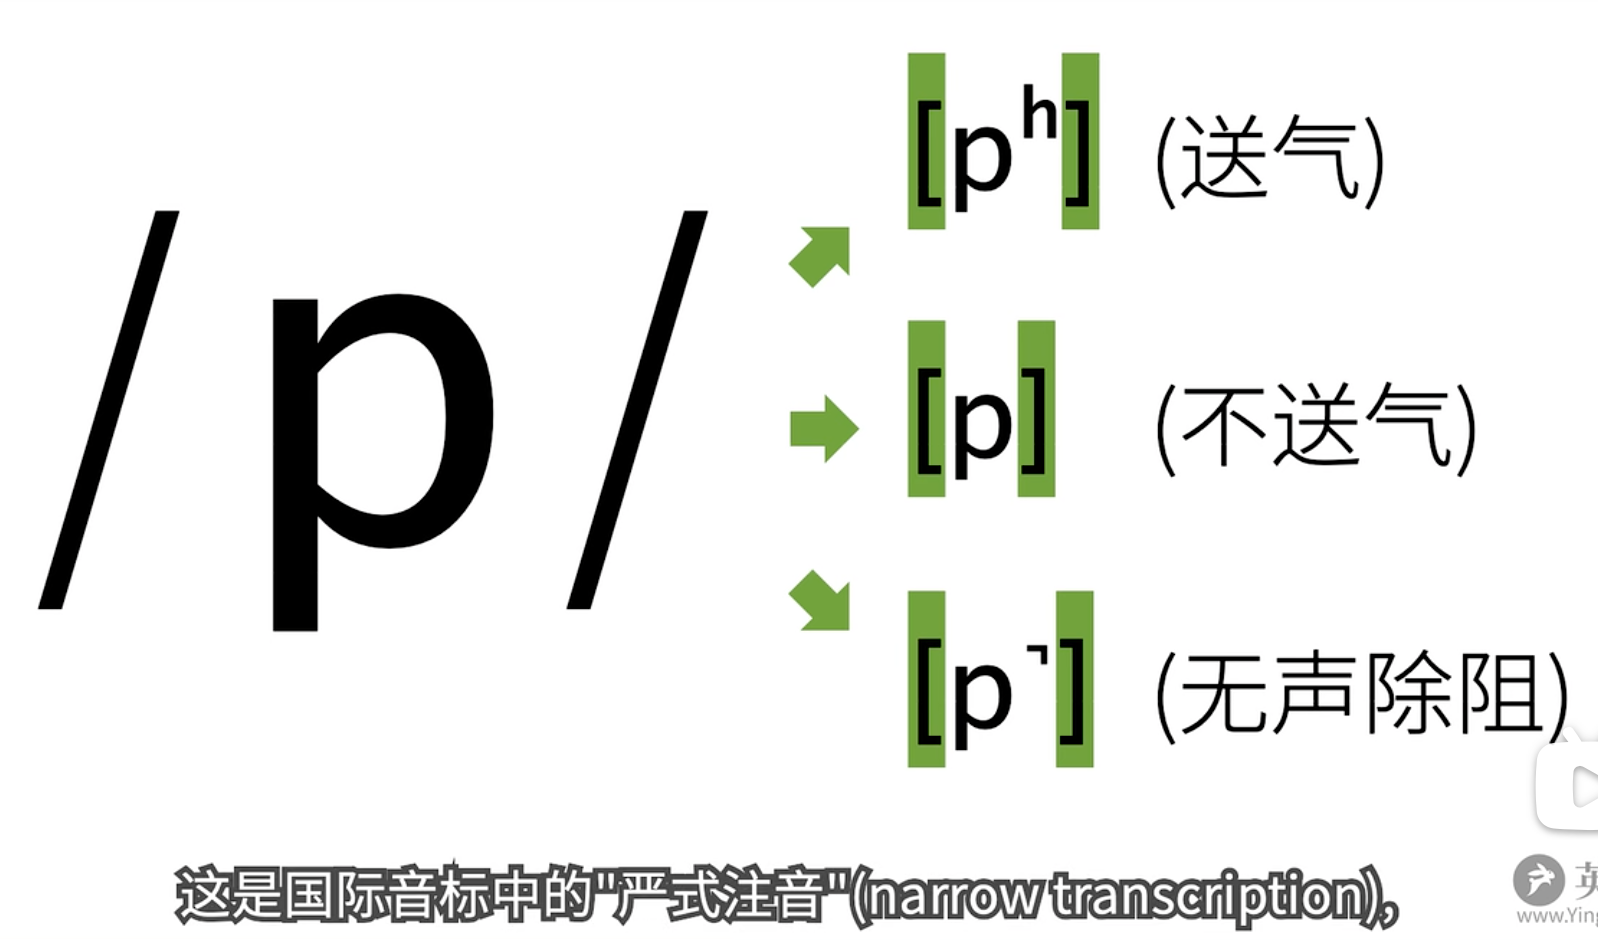 /p/
[pʰ] (送气)
[p] (不送气)
[p̚] (无声除阻)
这是国际音标中的"严式注音"(narrow transcription),
英
www.Ying